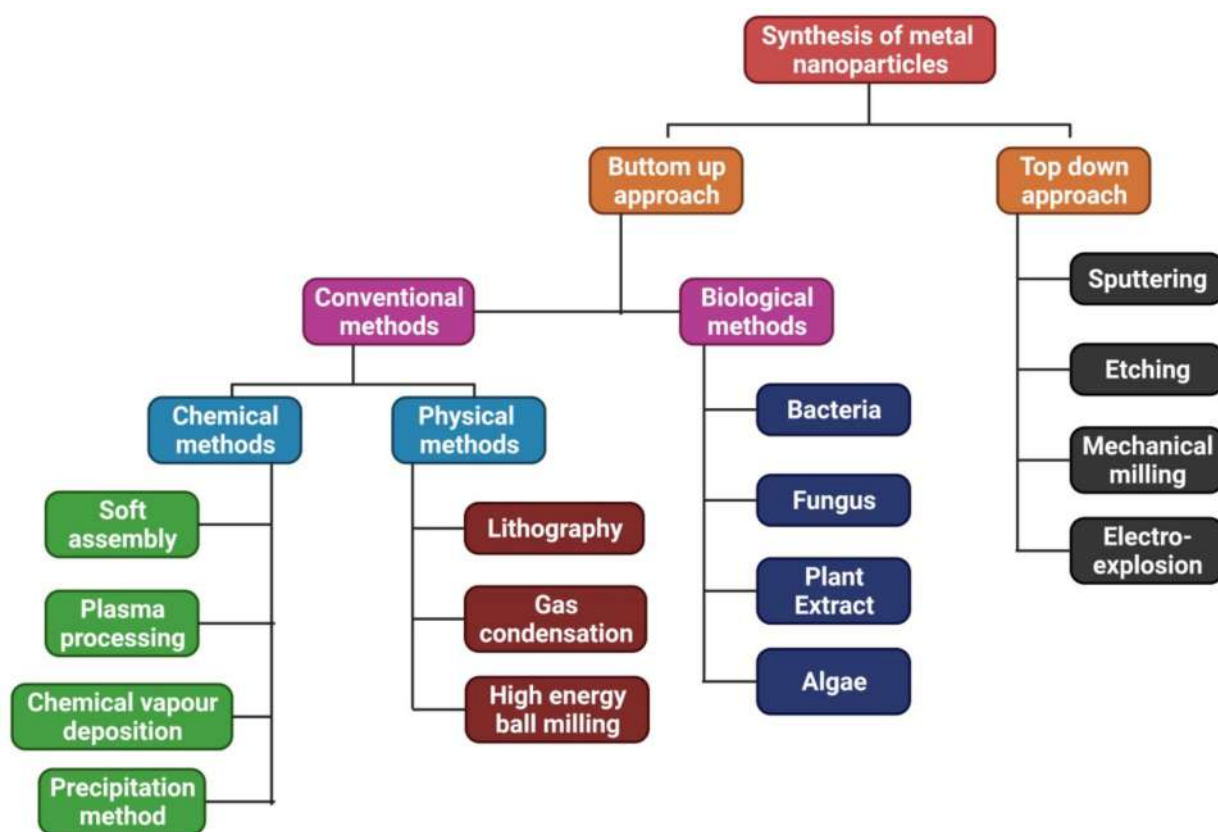 Synthesis of metal
nanoparticles
Buttom up
approach
Top down
approach
Conventional
methods
Biological
methods
Sputtering
Etching
Mechanical
milling
Electro-
explosion
Chemical
methods
Physical
methods
Bacteria
Fungus
Plant
Extract
Algae
Soft
assembly
Plasma
processing
Chemical vapour
deposition
Precipitation
method
Lithography
Gas
condensation
High energy
ball milling